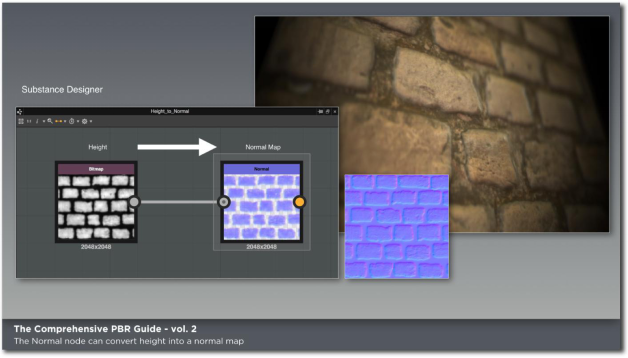 Substance Designer
Height_to_Normal
Height
Normal Map
Bitmap
Normal
2048x2048
2048x2048
The Comprehensive PBR Guide - vol. 2
The Normal node can convert height into a normal map